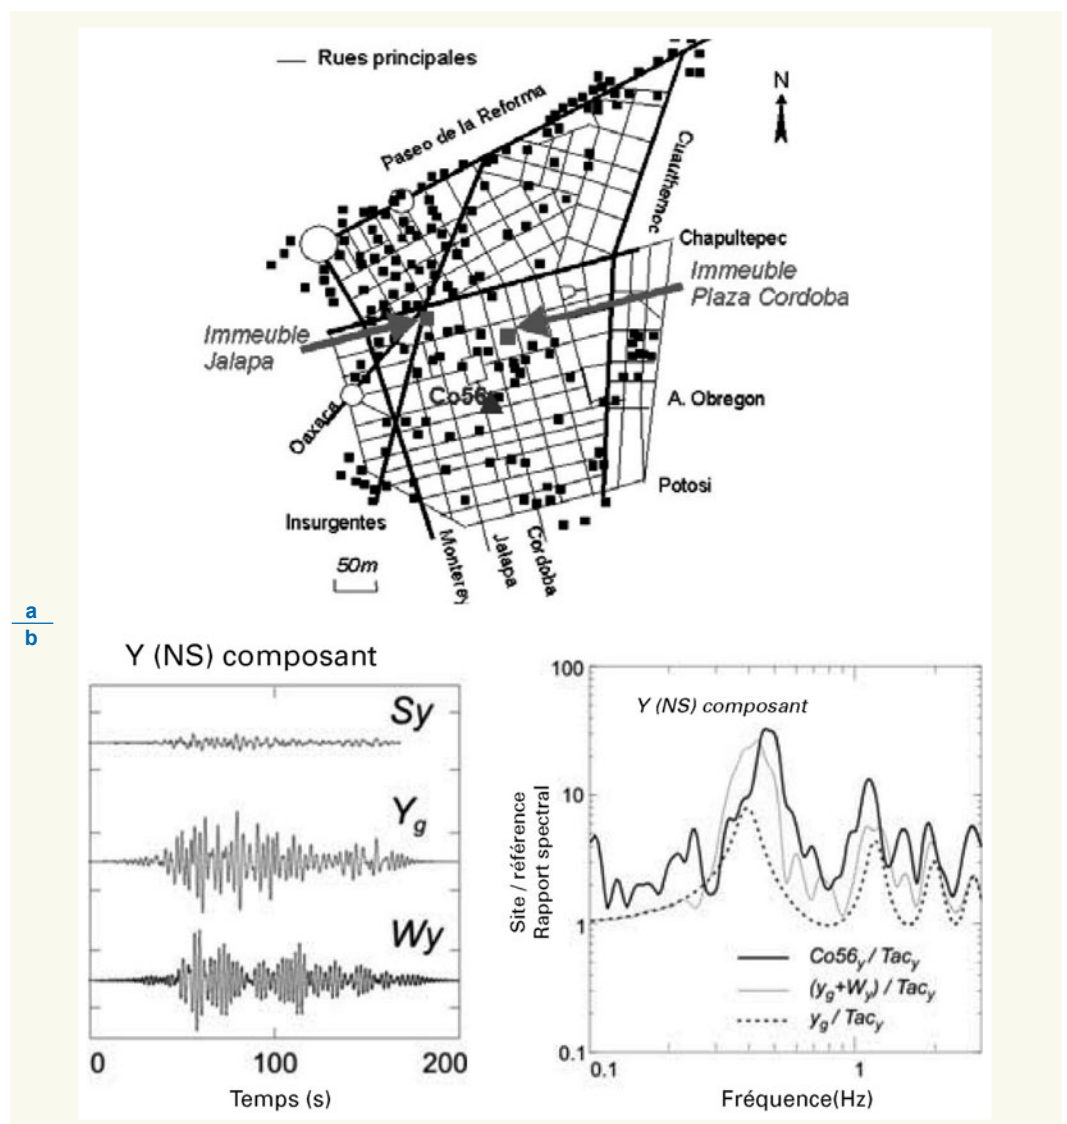 Rues principales
N
Paseo de la Reforma
Cuauthemoc
Chapultepec
Immeuble
Plaza Cordoba
Immeuble
Jalapa
Co56
A. Obregon
Oaxaca
Potosi
Insurgentes
Monterey
Jalapa
Cordoba
50m
a
b
Y (NS) composant
Sy
Yg
Wy
0
100
200
Temps (s)
Y (NS) composant
Site / référence
Rapport spectral
100
10
1
0.1
Co56y / Tacy
(yg+Wy) / Tacy
yg / Tacy
0.1
1
Fréquence(Hz)